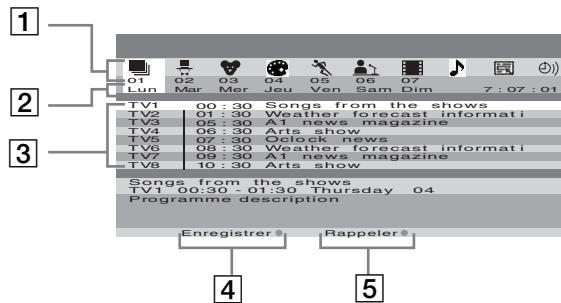 1
01 02 03 04 05 06 07
2
Lun Mar Mer Jeu Ven Sam Dim 7 : 07 : 01
TV1 00 : 30 Songs from the shows
TV2 01 : 30 Weather forecast informati
TV3 05 : 30 A1 news magazine
3
TV4 06 : 30 Arts show
TV5 07 : 30 Oclock news
TV6 08 : 30 Weather forecast informati
TV7 09 : 30 A1 news magazine
TV8 10 : 30 Arts show
Songs from the shows
TV1 00:30 - 01:30 Thursday 04
Programme description
Enregistrer Rappeler
4 5